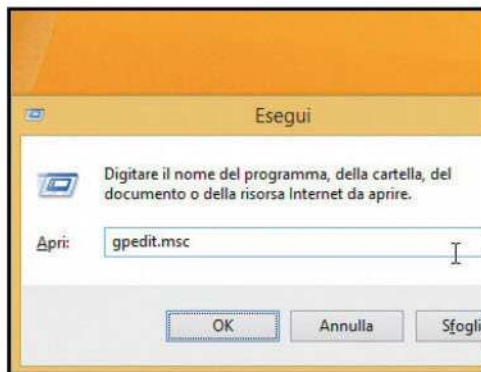 Esegui
Digitare il nome del programma, della cartella, del
documento o della risorsa Internet da aprire.
Apri: gpedit.msc
OK Annulla Sfogli